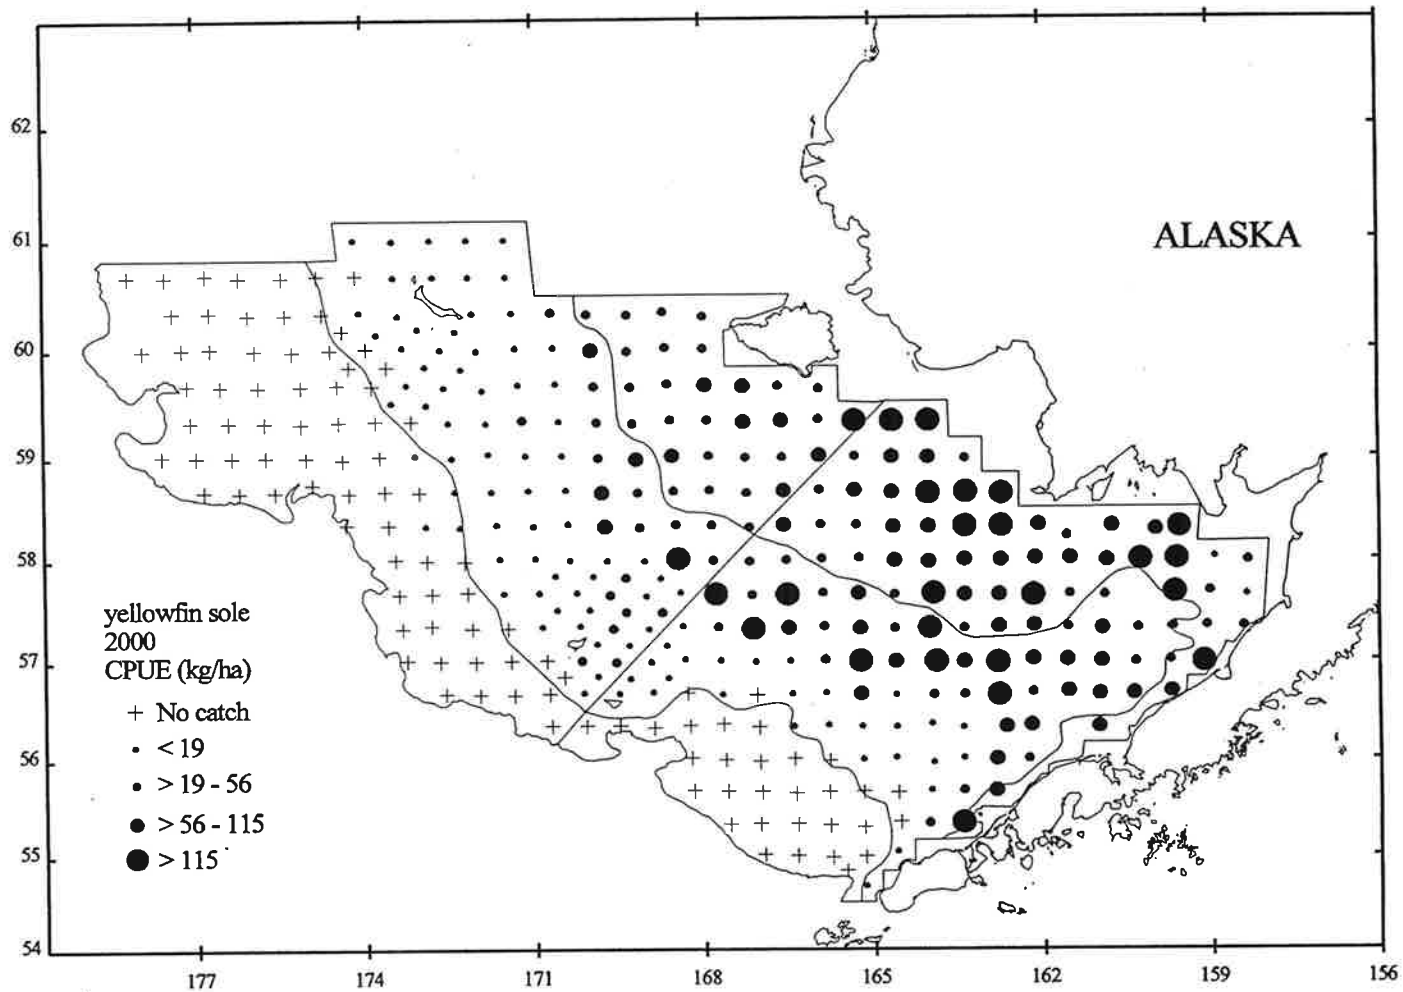 62
ALASKA
61
60
59
58
yellowfin sole
2000
57
CPUE (kg/ha)
+ No catch
< 19
56
> 19 - 56
> 56 - 115
55
> 115
54
177 174 171 168 165 162 159 156